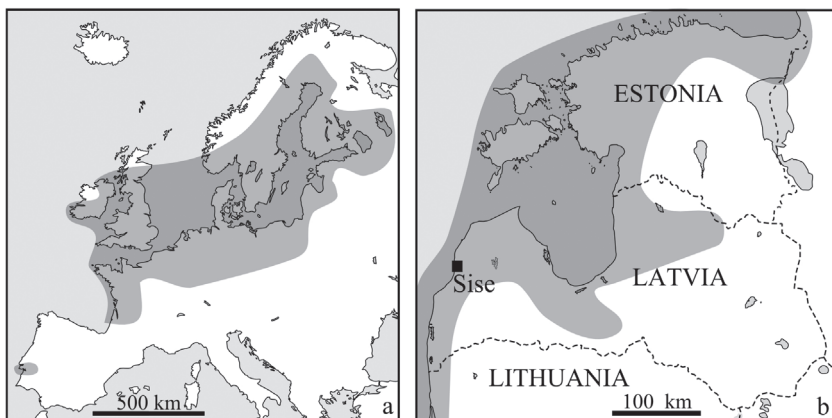 500 km
a
ESTONIA
Sise
LATVIA
LITHUANIA
100 km
b